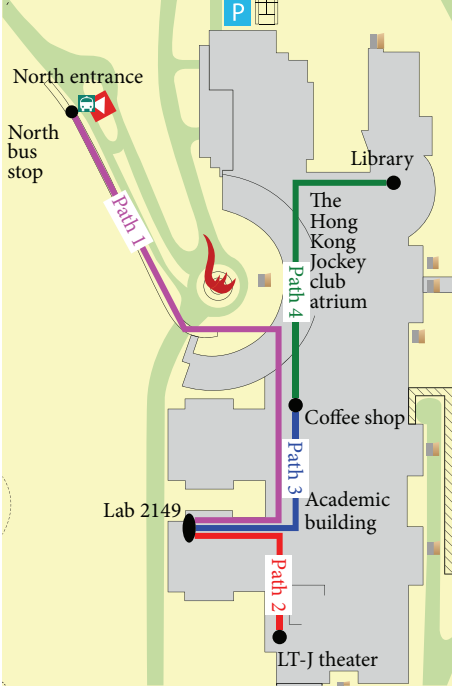 P
North entrance
North
bus
stop
Path 1
Library
The
Hong
Kong
Jockey
club
atrium
Path 4
Coffee shop
Path 3
Lab 2149
Academic
building
Path 2
LT-J theater